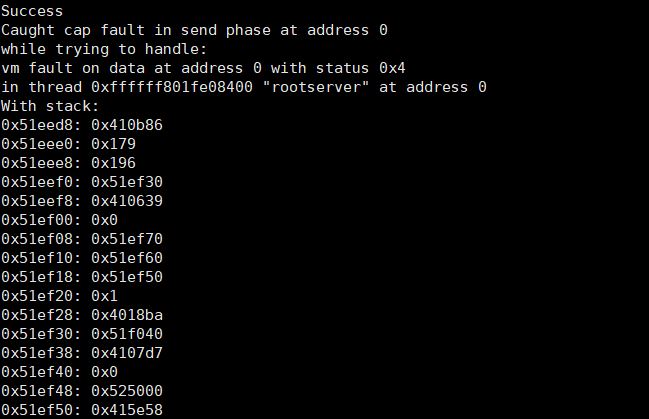 Success
Caught cap fault in send phase at address 0
while trying to handle:
vm fault on data at address 0 with status 0x4
in thread 0xffffff801fe08400 "rootserver" at address 0
With stack:
0x51eed8: 0x410b86
0x51eee0: 0x179
0x51eee8: 0x196
0x51eef0: 0x51ef30
0x51eef8: 0x410639
0x51ef00: 0x0
0x51ef08: 0x51ef70
0x51ef10: 0x51ef60
0x51ef18: 0x51ef50
0x51ef20: 0x1
0x51ef28: 0x4018ba
0x51ef30: 0x51f040
0x51ef38: 0x4107d7
0x51ef40: 0x0
0x51ef48: 0x525000
0x51ef50: 0x415e58